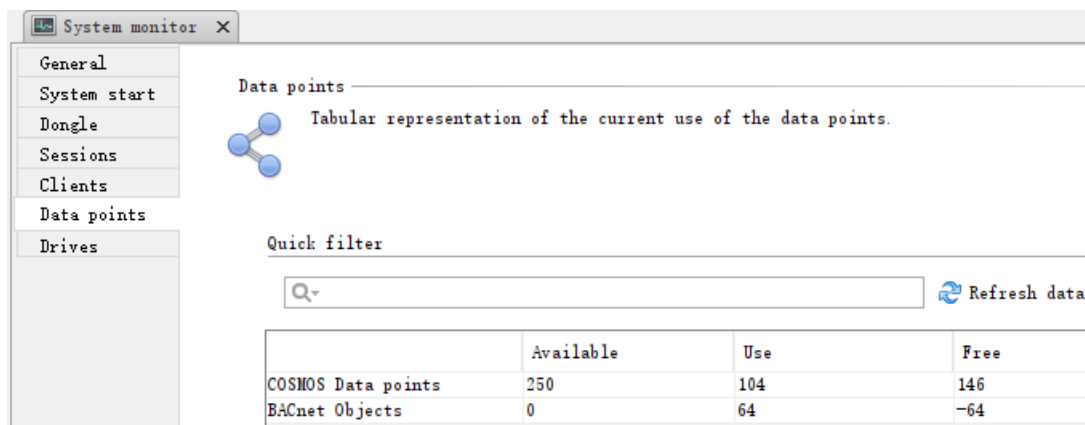 System monitor X
General
System start
Dongle
Sessions
Clients
Data points
Drives
Data points
Tabular representation of the current use of the data points.
Quick filter
Refresh data
Available Use Free
COSMOS Data points 250 104 146
BACnet Objects 0 64 -64